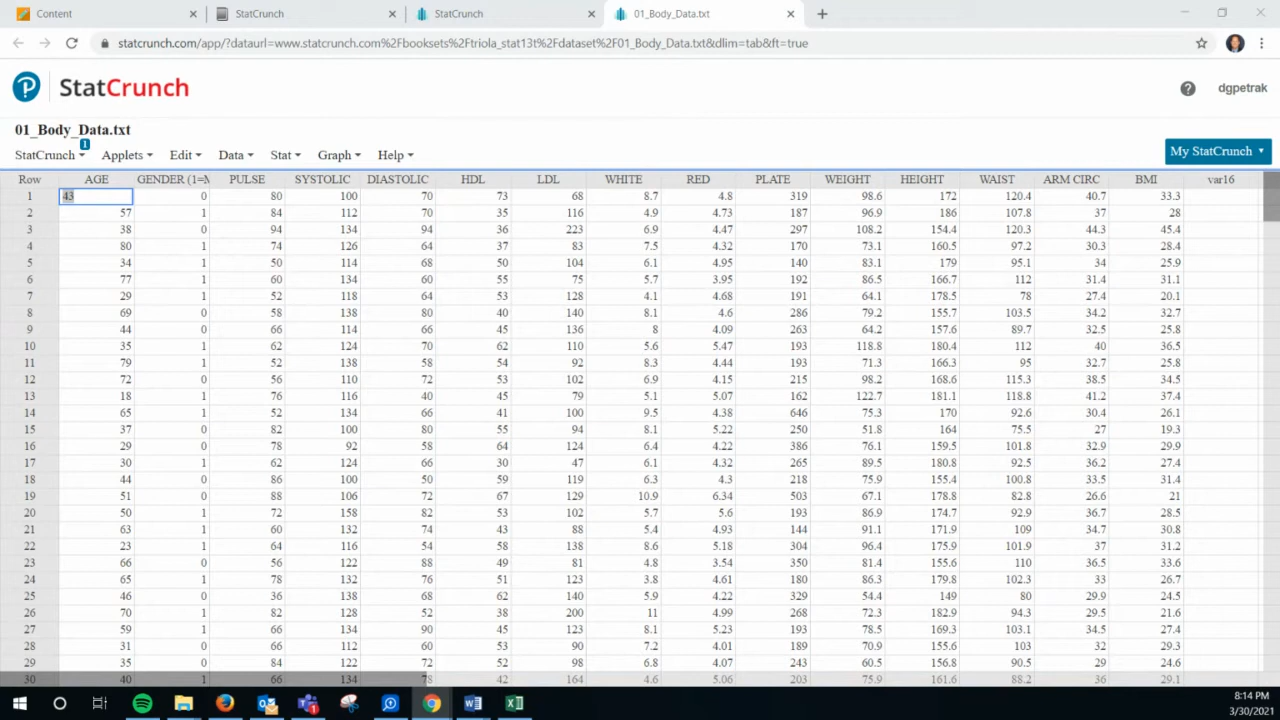 Content
StatCrunch
StatCrunch
01_Body_Data.txt
statcrunch.com/app/?dataurl=www.statcrunch.com%2Fbooksets%2Ftriola_stat13t%2Fdataset%2F01_Body_Data.txt&dlim=tab&ft=true
P StatCrunch
dgpetrak
01_Body_Data.txt
1
StatCrunch Applets Edit Data Stat Graph Help
My StatCrunch
Row AGE GENDER (1=M PULSE SYSTOLIC DIASTOLIC HDL LDL WHITE RED PLATE WEIGHT HEIGHT WAIST ARM CIRC BMI var16
1 43 0 80 100 70 73 68 8.7 4.8 319 98.6 172 120.4 40.7 33.3
2 57 1 84 112 70 35 116 4.9 4.73 187 96.9 186 107.8 37 28
3 38 0 94 134 94 36 223 6.9 4.47 297 108.2 154.4 120.3 44.3 45.4
4 80 1 74 126 64 37 83 7.5 4.32 170 73.1 160.5 97.2 30.3 28.4
5 34 1 50 114 68 50 104 6.1 4.95 140 83.1 179 95.1 34 25.9
6 77 1 60 134 60 55 75 5.7 3.95 192 86.5 166.7 112 31.4 31.1
7 29 1 52 118 64 53 128 4.1 4.68 191 64.1 178.5 78 27.4 20.1
8 69 0 58 138 80 40 140 8.1 4.6 286 79.2 155.7 103.5 34.2 32.7
9 44 0 66 114 66 45 136 8 4.09 263 64.2 157.6 89.7 32.5 25.8
10 35 1 62 124 70 62 110 5.6 5.47 193 118.8 180.4 112 40 36.5
11 79 1 52 138 58 54 92 8.3 4.44 193 71.3 166.3 95 32.7 25.8
12 72 0 56 110 72 53 102 6.9 4.15 215 98.2 168.6 115.3 38.5 34.5
13 18 1 76 116 40 45 79 5.1 5.07 162 122.7 181.1 118.8 41.2 37.4
14 65 1 52 134 66 41 100 9.5 4.38 646 75.3 170 92.6 30.4 26.1
15 37 0 82 100 80 55 94 8.1 5.22 250 51.8 164 75.5 27 19.3
16 29 0 78 92 58 64 124 6.4 4.22 386 76.1 159.5 101.8 32.9 29.9
17 30 1 62 124 66 30 47 6.1 4.32 265 89.5 180.8 92.5 36.2 27.4
18 44 0 86 100 50 59 119 6.3 4.3 218 75.9 155.4 100.8 33.5 31.4
19 51 0 88 106 72 67 129 10.9 6.34 503 67.1 178.8 82.8 26.6 21
20 50 1 72 158 82 53 102 5.7 5.6 193 86.9 174.7 92.9 36.7 28.5
21 63 1 60 132 74 43 88 5.4 4.93 144 91.1 171.9 109 34.7 30.8
22 23 1 64 116 54 58 138 8.6 5.18 304 96.4 175.9 101.9 37 31.2
23 66 0 56 122 88 49 81 4.8 3.54 350 81.4 155.6 110 36.5 33.6
24 65 1 78 132 76 51 123 3.8 4.61 180 86.3 179.8 102.3 33 26.7
25 46 0 36 138 68 62 140 5.9 4.22 216 54.4 149 80 29.9 24.5
26 70 1 82 128 52 38 200 11 4.99 268 72.3 182.9 94.3 29.5 21.6
27 59 1 66 134 90 45 123 8.1 5.23 193 78.5 169.3 103.1 34.5 27.4
28 31 0 66 112 60 53 90 7.2 4.01 189 70.9 155.6 103 32 29.3
29 35 0 84 122 72 52 98 6.8 4.07 243 60.5 156.8 90.5 29 24.6
30 40 1 66 134 78 42 164 4.6 5.06 203 75.9 161.6 88.2 36 29.1
8:14 PM
3/30/2021